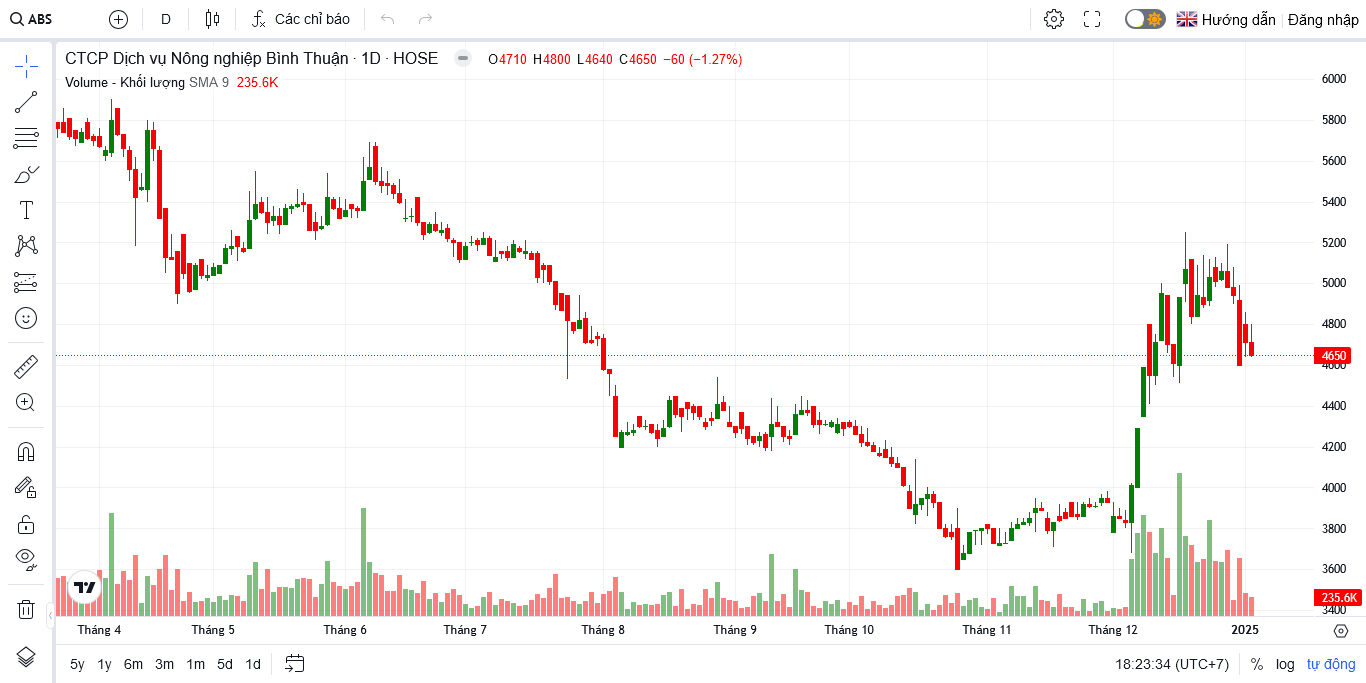 ABS D Các chỉ báo Hướng dẫn Đăng nhập
CTCP Dịch vụ Nông nghiệp Bình Thuận · 1D · HOSE O4710 H4800 L4640 C4650 −60 (−1.27%)
Volume - Khối lượng SMA 9 235.6K
6000
5800
5600
5400
5200
5000
4800
4650
4600
4400
4200
4000
3800
3600
235.6K
3400
Tháng 4 Tháng 5 Tháng 6 Tháng 7 Tháng 8 Tháng 9 Tháng 10 Tháng 11 Tháng 12 2025
5y 1y 6m 3m 1m 5d 1d 18:23:34 (UTC+7) % log tự động